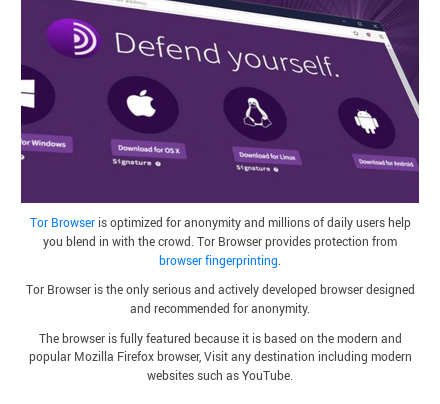 Defend yourself.
for Windows
Download for OS X
Signature
Download for Linux
Signature
Download for Android
Tor Browser is optimized for anonymity and millions of daily users help
you blend in with the crowd. Tor Browser provides protection from
browser fingerprinting.
Tor Browser is the only serious and actively developed browser designed
and recommended for anonymity.
The browser is fully featured because it is based on the modern and
popular Mozilla Firefox browser, Visit any destination including modern
websites such as YouTube.